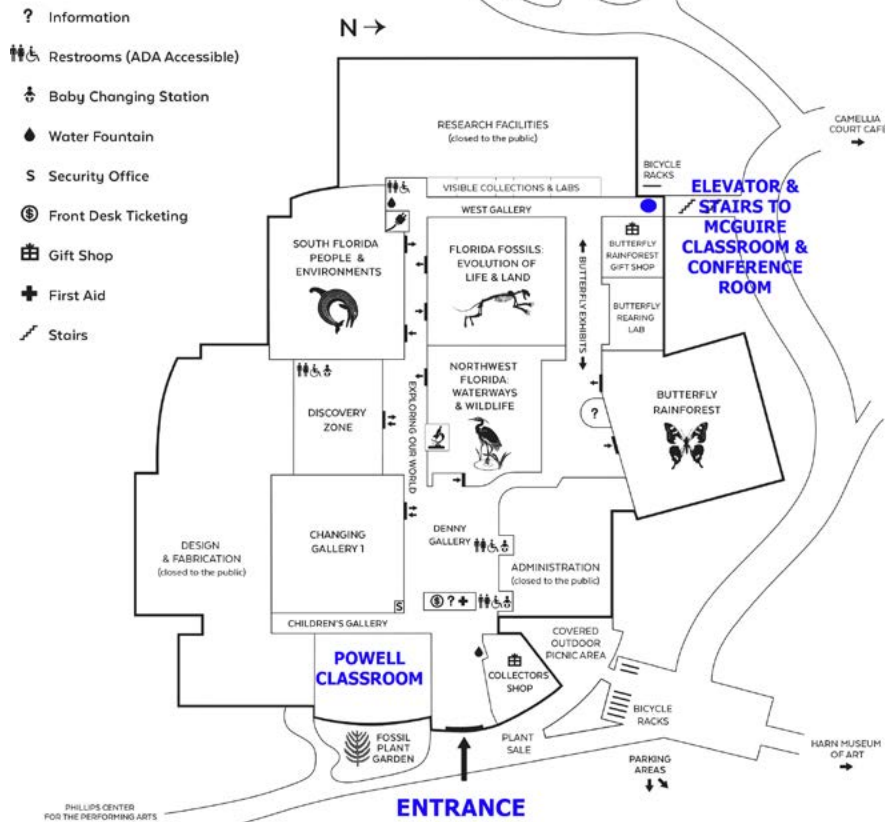 ? Information
Restrooms (ADA Accessible)
Baby Changing Station
Water Fountain
S Security Office
$ Front Desk Ticketing
Gift Shop
First Aid
Stairs
N →
RESEARCH FACILITIES
(closed to the public)
CAMELLIA
COURT CAFE
→
BICYCLE
RACKS
VISIBLE COLLECTIONS & LABS
WEST GALLERY
ELEVATOR &
STAIRS TO
MCGUIRE
CLASSROOM &
CONFERENCE
ROOM
SOUTH FLORIDA
PEOPLE &
ENVIRONMENTS
FLORIDA FOSSILS:
EVOLUTION OF
LIFE & LAND
BUTTERFLY EXHIBITS
BUTTERFLY
RAINFOREST
GIFT SHOP
BUTTERFLY
REARING
LAB
DISCOVERY
ZONE
EXPLORING OUR WORLD
NORTHWEST
FLORIDA:
WATERWAYS
& WILDLIFE
?
BUTTERFLY
RAINFOREST
DESIGN
& FABRICATION
(closed to the public)
CHANGING
GALLERY 1
S
DENNY
GALLERY
ADMINISTRATION
(closed to the public)
$ ?
CHILDREN'S GALLERY
POWELL
CLASSROOM
COLLECTORS
SHOP
COVERED
OUTDOOR
PICNIC AREA
BICYCLE
RACKS
FOSSIL
PLANT
GARDEN
PLANT
SALE
HARN MUSEUM
OF ART
→
PARKING
AREAS
ENTRANCE
PHILLIPS CENTER
FOR THE PERFORMING ARTS